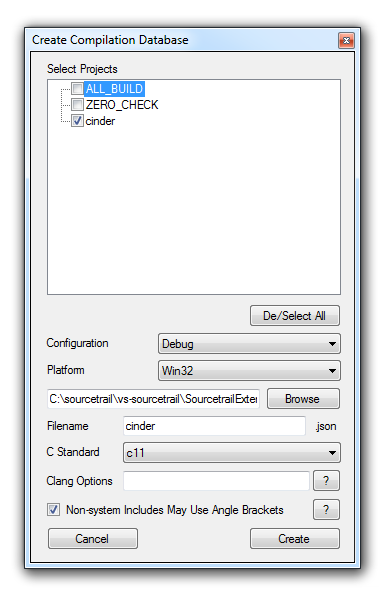 Create Compilation Database
Select Projects
ALL_BUILD
ZERO_CHECK
cinder
De/Select All
Configuration Debug
Platform Win32
C:\sourcetrail\vs-sourcetrail\SourcetrailExter Browse
Filename cinder .json
C Standard c11
Clang Options ?
Non-system Includes May Use Angle Brackets ?
Cancel Create